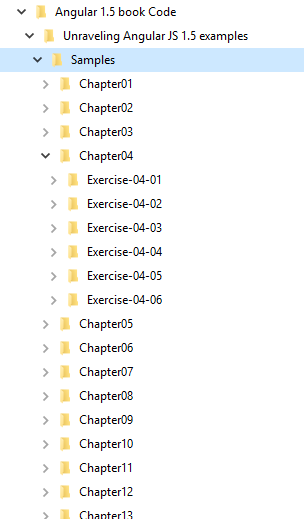 Angular 1.5 book Code
Unraveling Angular JS 1.5 examples
Samples
Chapter01
Chapter02
Chapter03
Chapter04
Exercise-04-01
Exercise-04-02
Exercise-04-03
Exercise-04-04
Exercise-04-05
Exercise-04-06
Chapter05
Chapter06
Chapter07
Chapter08
Chapter09
Chapter10
Chapter11
Chapter12
Chapter13